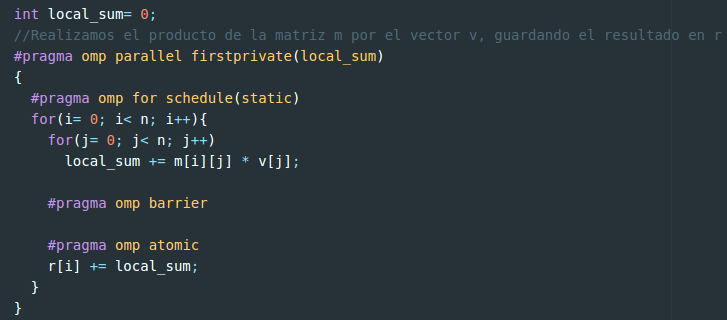 int local_sum= 0;
//Realizamos el producto de la matriz m por el vector v, guardando el resultado en r
#pragma omp parallel firstprivate(local_sum)
{
  #pragma omp for schedule(static)
  for(i= 0; i< n; i++){
    for(j= 0; j< n; j++)
      local_sum += m[i][j] * v[j];

    #pragma omp barrier

    #pragma omp atomic
    r[i] += local_sum;
  }
}